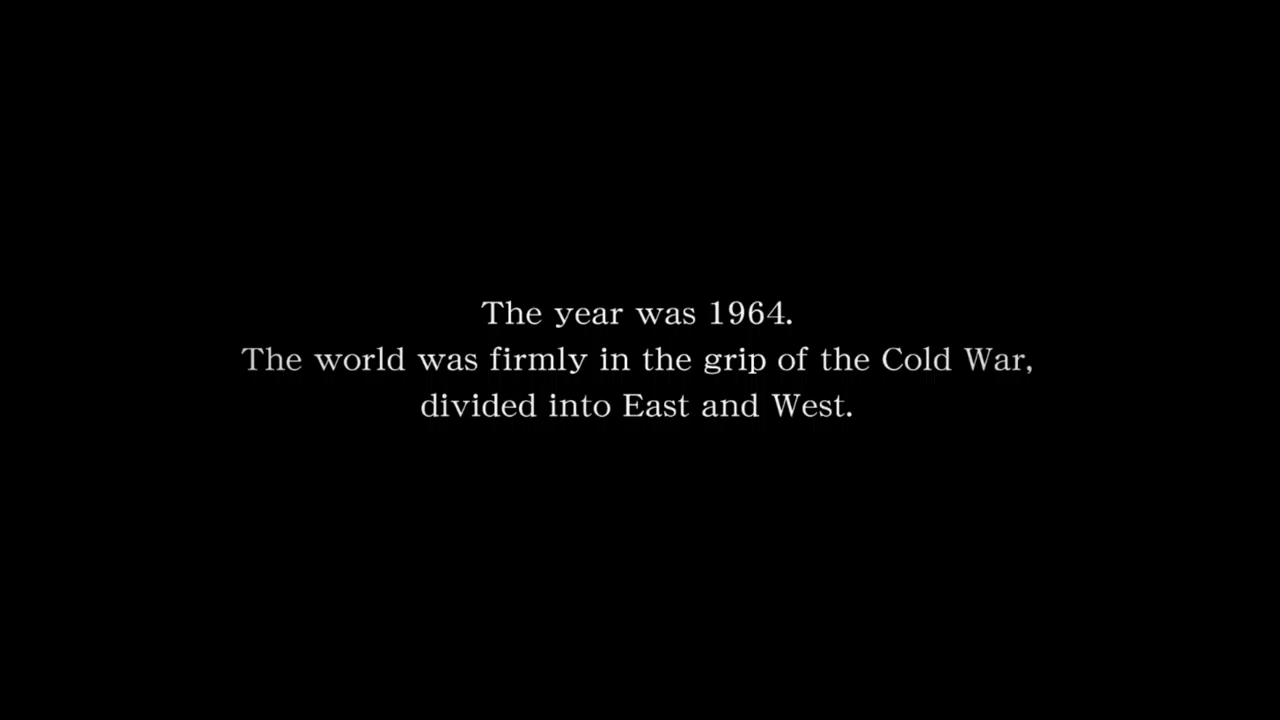 The year was 1964.
The world was firmly in the grip of the Cold War,
divided into East and West.